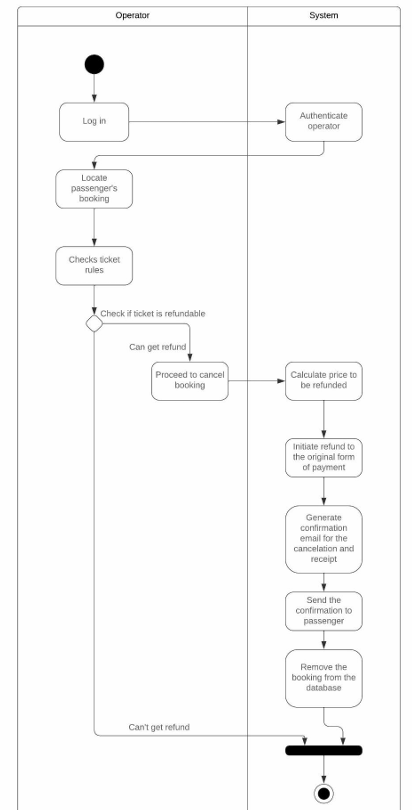 Operator
System
Log in
Authenticate
operator
Locate
passenger's
booking
Checks ticket
rules
Check if ticket is refundable
Can get refund
Proceed to cancel
booking
Calculate price to
be refunded
Initiate refund to
the original form
of payment
Generate
confirmation
email for the
cancelation and
receipt
Send the
confirmation to
passenger
Remove the
booking from the
database
Can't get refund